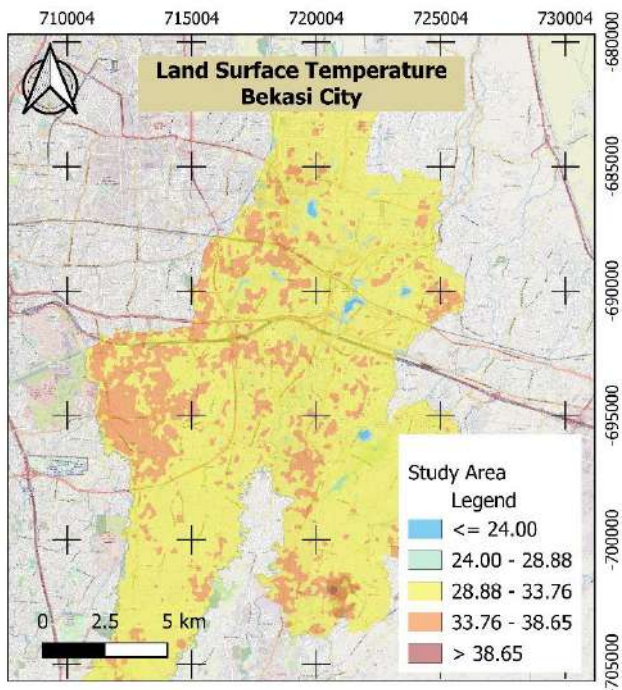 710004 715004 720004 725004 730004
Land Surface Temperature
Bekasi City
-680000
-685000
-690000
-695000
-700000
-705000
Study Area
Legend
<= 24.00
24.00 - 28.88
28.88 - 33.76
33.76 - 38.65
> 38.65
0 2.5 5 km